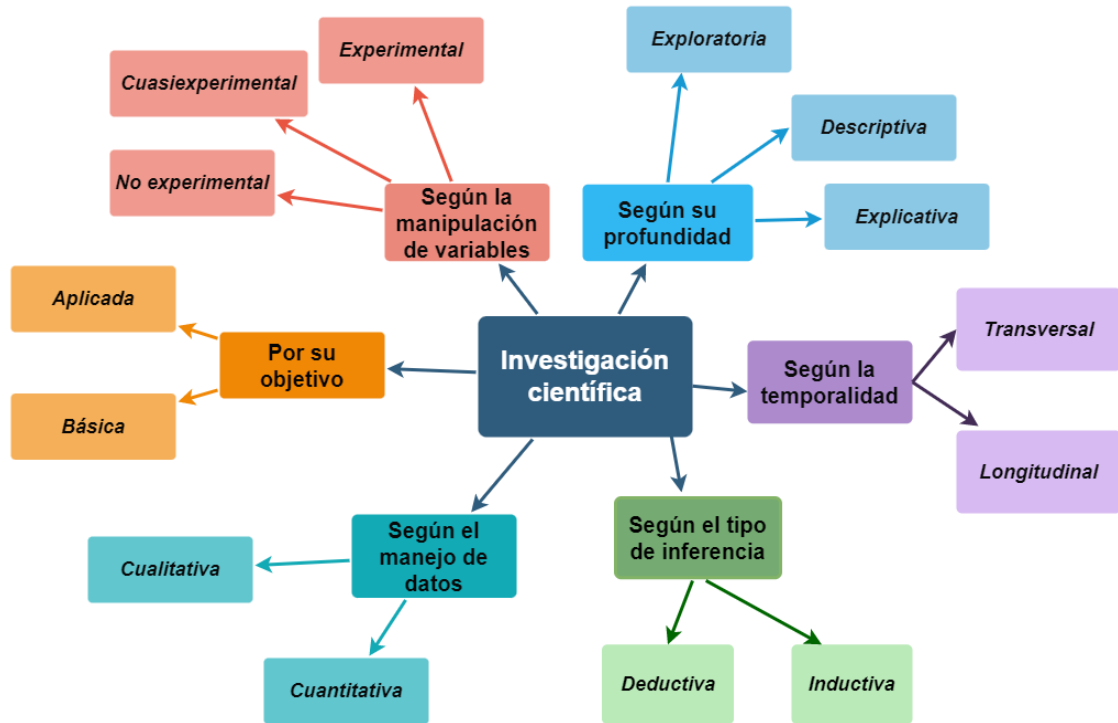 Experimental
Exploratoria
Cuasiexperimental
Descriptiva
No experimental
Según la
manipulación
de variables
Según su
profundidad
Explicativa
Aplicada
Transversal
Por su
objetivo
Investigación
científica
Según la
temporalidad
Básica
Longitudinal
Según el
manejo de
datos
Según el tipo
de inferencia
Cualitativa
Cuantitativa
Deductiva
Inductiva